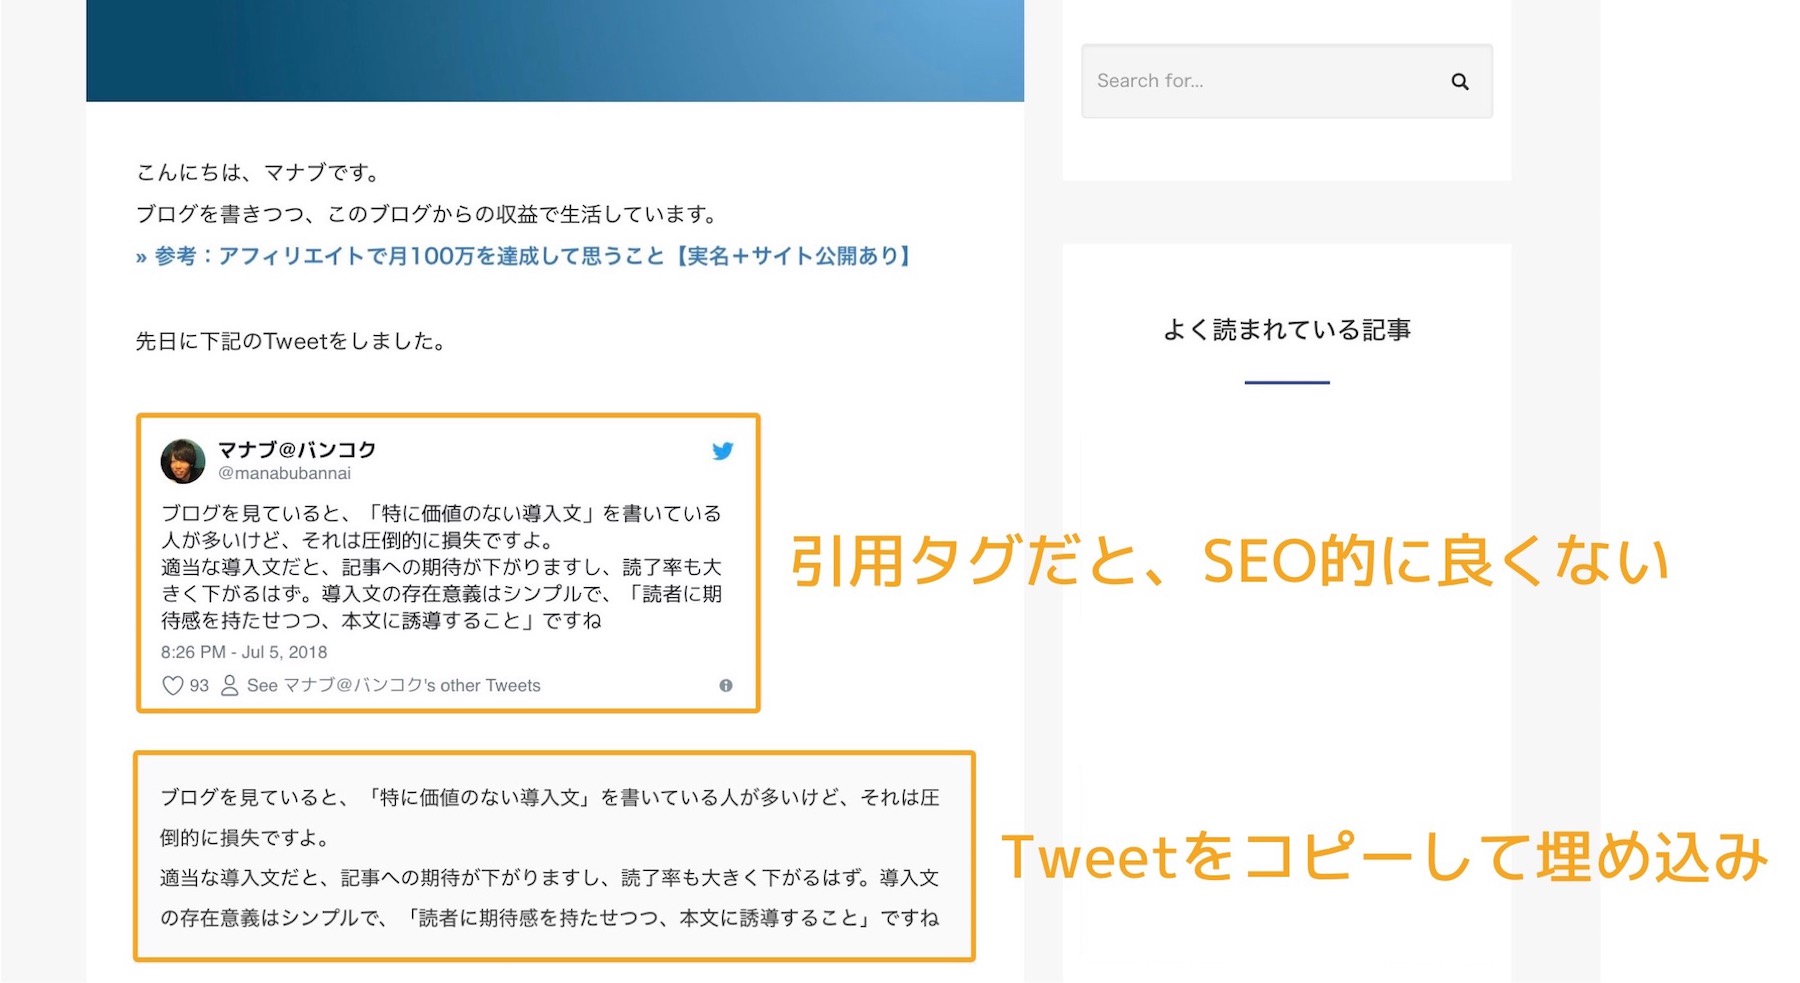 Search for...
こんにちは、マナブです。
ブログを書きつつ、このブログからの収益で生活しています。
» 参考：アフィリエイトで月100万を達成して思うこと【実名＋サイト公開あり】
先日に下記のTweetをしました。
よく読まれている記事
マナブ@バンコク
@manabubannai
ブログを見ていると、「特に価値のない導入文」を書いている
人が多いけど、それは圧倒的に損失ですよ。
適当な導入文だと、記事への期待が下がりますし、読了率も大
きく下がるはず。導入文の存在意義はシンプルで、「読者に期
待感を持たせつつ、本文に誘導すること」ですね
8:26 PM - Jul 5, 2018
93 See マナブ@バンコク's other Tweets
引用タグだと、SEO的に良くない
ブログを見ていると、「特に価値のない導入文」を書いている人が多いけど、それは圧
倒的に損失ですよ。
適当な導入文だと、記事への期待が下がりますし、読了率も大きく下がるはず。導入文
の存在意義はシンプルで、「読者に期待感を持たせつつ、本文に誘導すること」ですね
Tweetをコピーして埋め込み